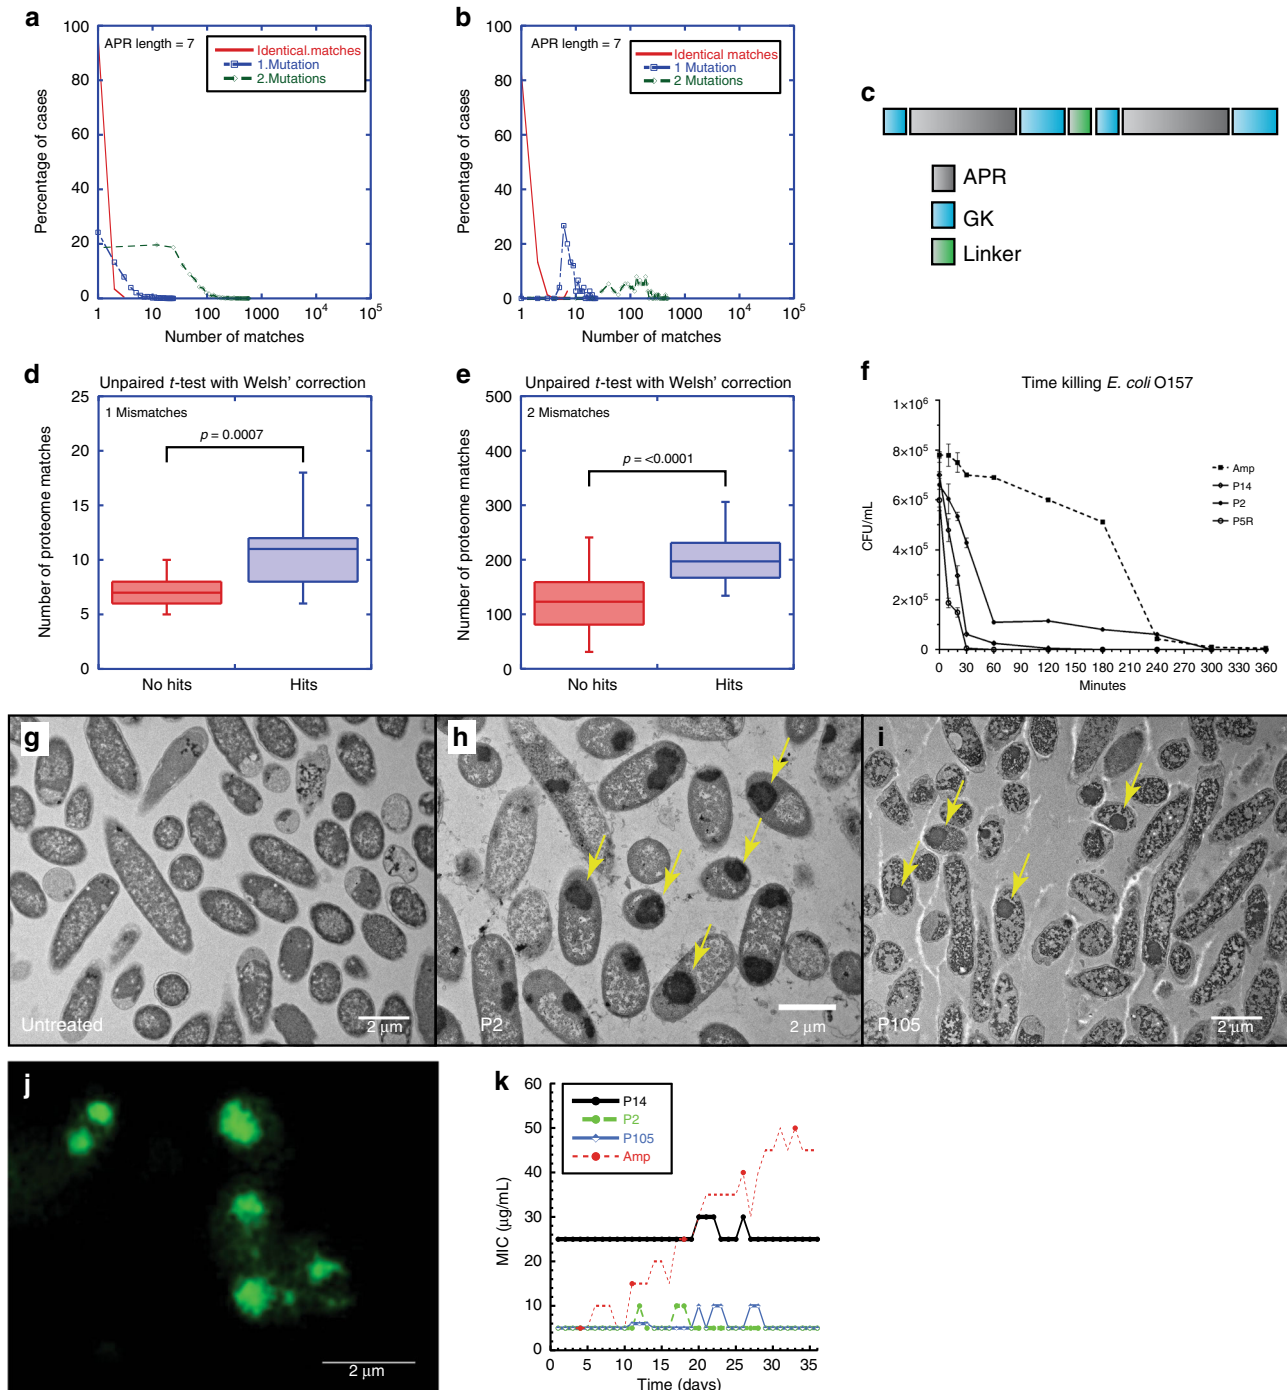 a
APR length = 7
Identical.matches
1.Mutation
2.Mutations
Percentage of cases
100
80
60
40
20
0
1 10 100 1000 10⁴ 10⁵
Number of matches
b
APR length = 7
Identical matches
1 Mutation
2 Mutations
Percentage of cases
100
80
60
40
20
0
1 10 100 1000 10⁴ 10⁵
Number of matches
c
APR
GK
Linker
d
Unpaired t-test with Welsh' correction
1 Mismatches
p = 0.0007
Number of proteome matches
25
20
15
10
5
0
No hits Hits
e
Unpaired t-test with Welsh' correction
2 Mismatches
p = <0.0001
Number of proteome matches
500
400
300
200
100
0
No hits Hits
f
Time killing E. coli O157
CFU/mL
1×10⁶
8×10⁵
6×10⁵
4×10⁵
2×10⁵
0
Amp
P14
P2
P5R
0 30 60 90 120 150 180 210 240 270 300 330 360
Minutes
g
Untreated
2 μm
h
P2
2 μm
i
P105
2 μm
j
2 μm
k
P14
P2
P105
Amp
MIC (μg/mL)
60
50
40
30
20
10
0
0 5 10 15 20 25 30 35
Time (days)